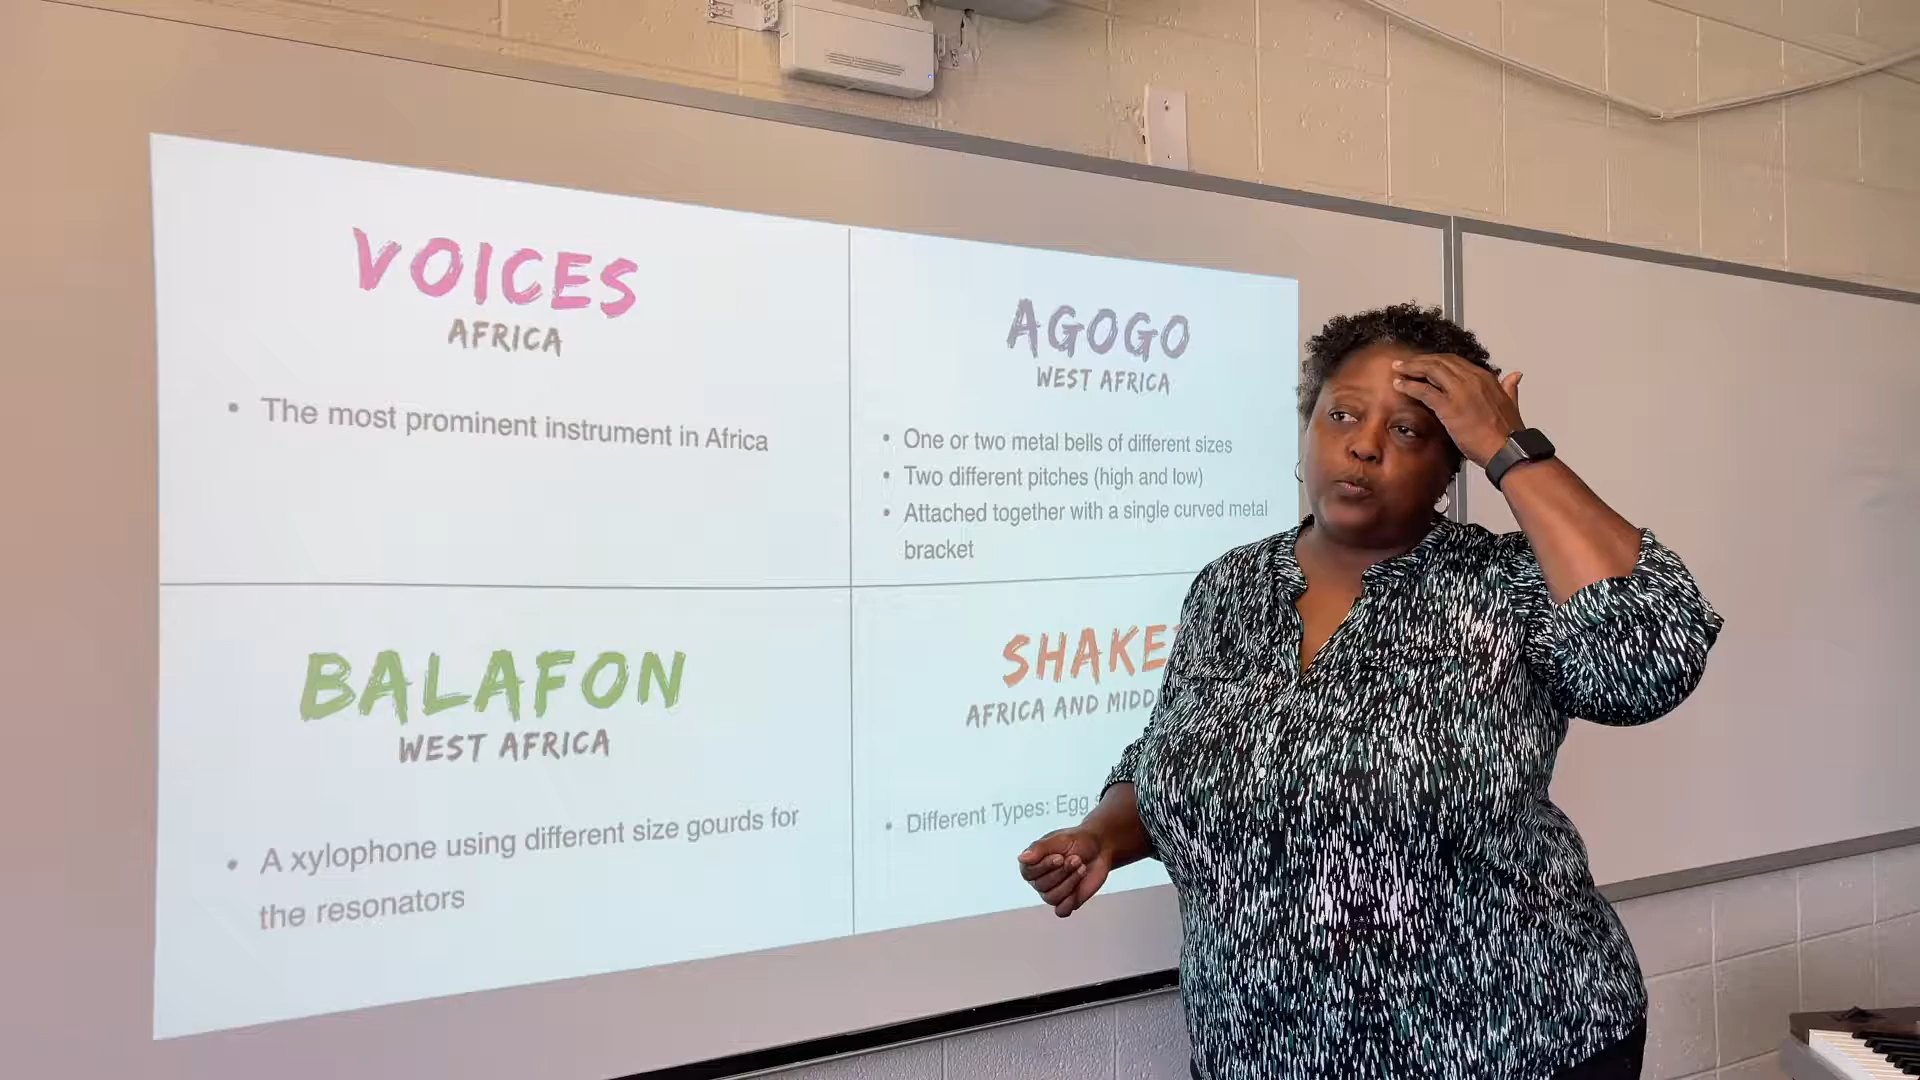 VOICES
AFRICA
• The most prominent instrument in Africa
AGOGO
WEST AFRICA
• One or two metal bells of different sizes
• Two different pitches (high and low)
• Attached together with a single curved metal
bracket
BALAFON
WEST AFRICA
• A xylophone using different size gourds for
the resonators
SHAKE
AFRICA AND
• Different Types: Egg